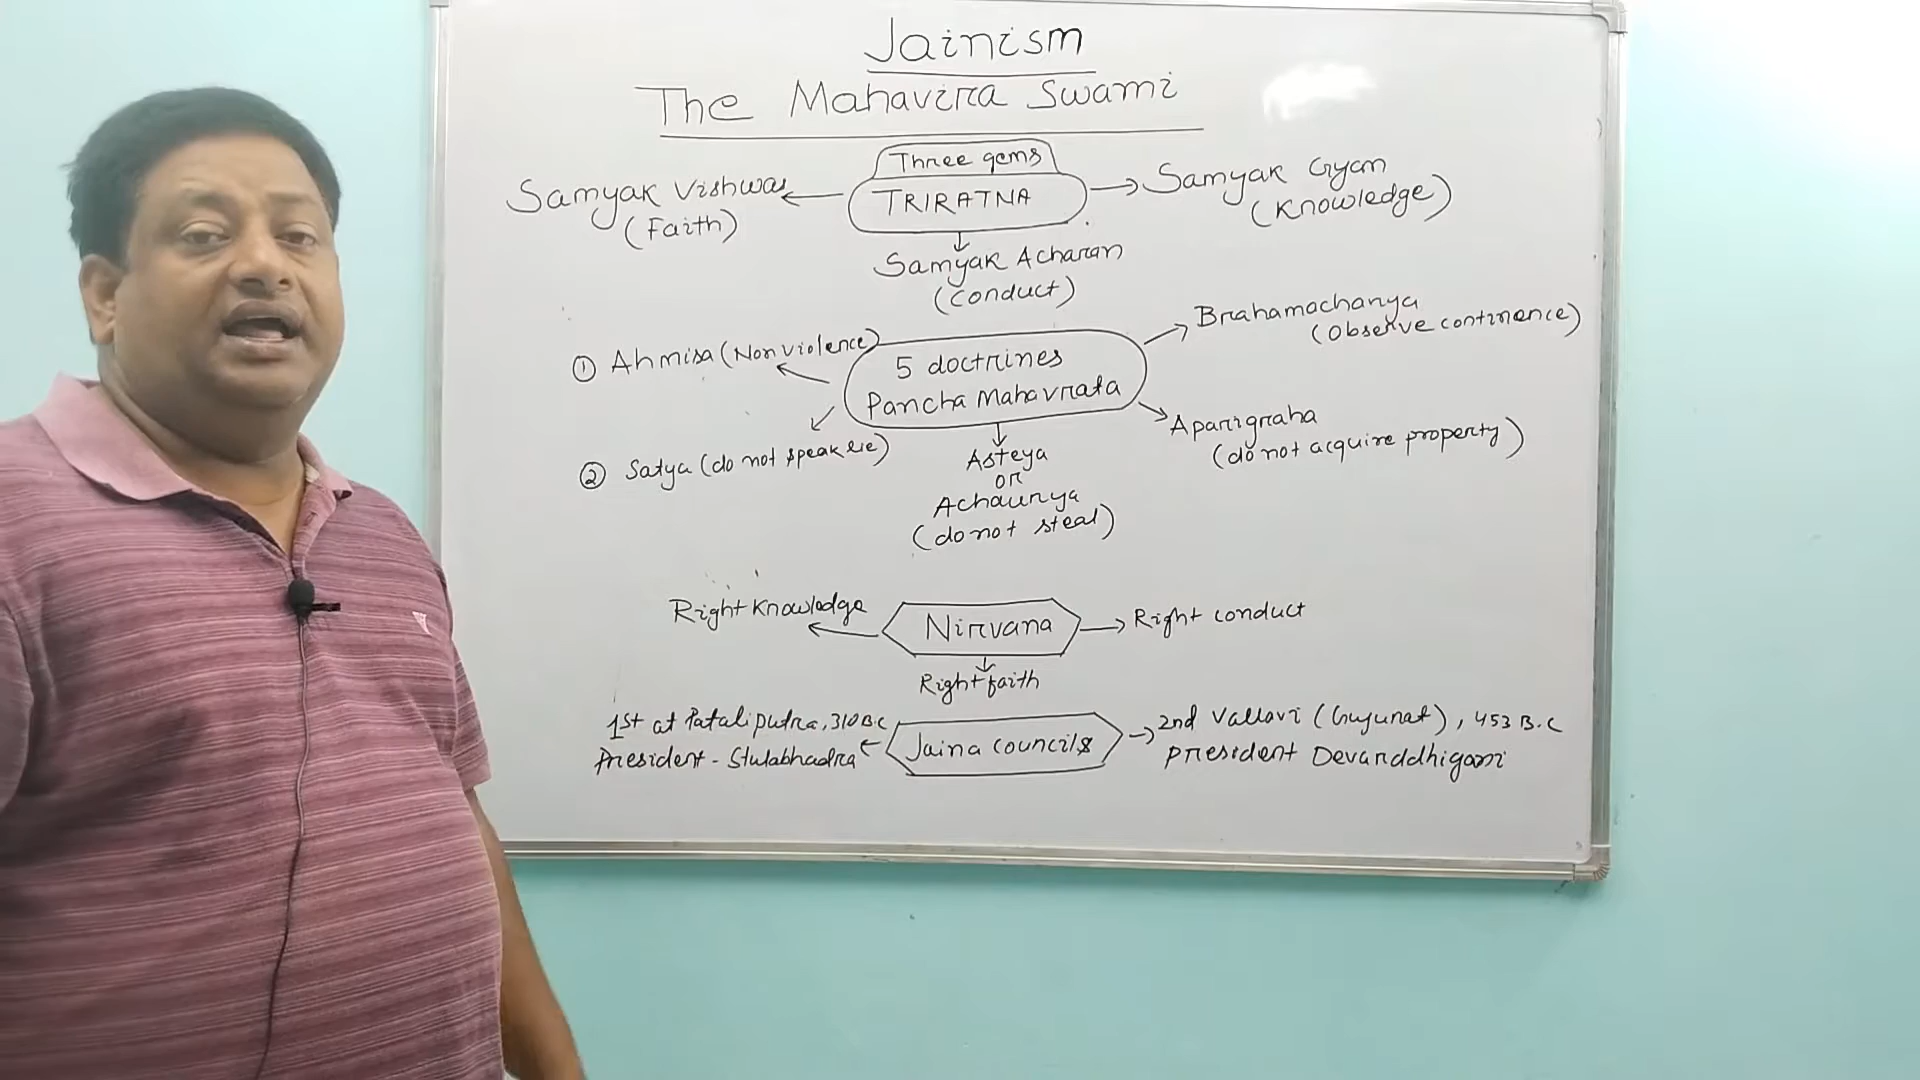 Jainism
The Mahavira Swami
Three gems
TRIRATNA
Samyak Vishwas
(Faith)
Samyak Gyan
(Knowledge)
Samyak Acharan
(conduct)
5 doctrines
Pancha Mahavrata
① Ahmisa (Non violence)
② Satya (do not speak lie)
Asteya
or
Achaurya
(do not steal)
Brahamacharya
(observe continence)
Aparigraha
(do not acquire property)
Nirvana
Right Knowledge
Right faith
Right conduct
Jaina councils
1st at Pataliputra, 310 B.C
President - Stulabhadra
2nd Vallavi (Gujurat), 453 B.C
president Devarddhigani